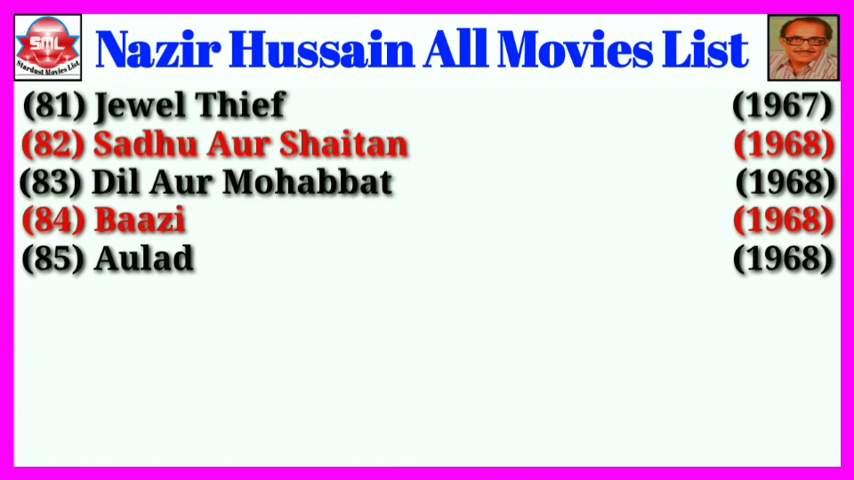 SML
Stardust Movies List
Nazir Hussain All Movies List
(81) Jewel Thief (1967)
(82) Sadhu Aur Shaitan (1968)
(83) Dil Aur Mohabbat (1968)
(84) Baazi (1968)
(85) Aulad (1968)